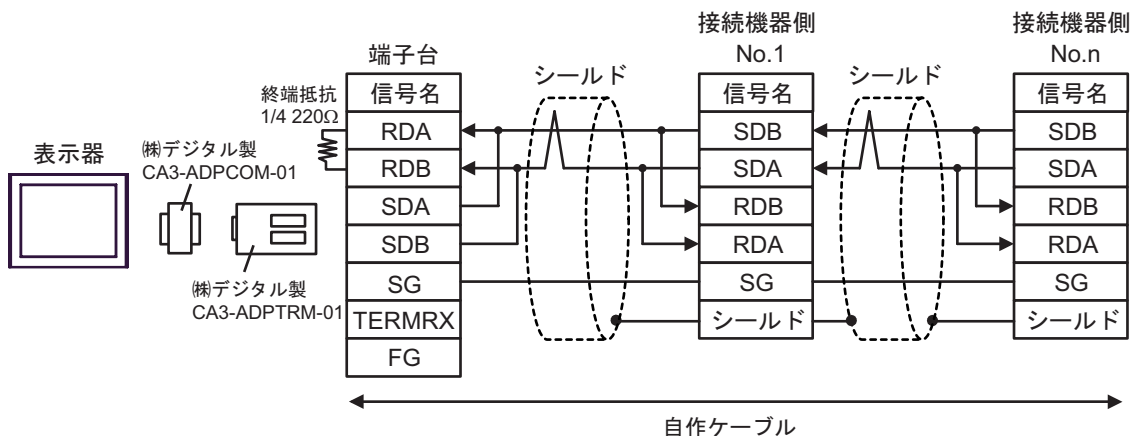 表示器
㈱デジタル製
CA3-ADPCOM-01
㈱デジタル製
CA3-ADPTRM-01
終端抵抗
1/4 220Ω
端子台
信号名
RDA
RDB
SDA
SDB
SG
TERMRX
FG
シールド
接続機器側
No.1
信号名
SDB
SDA
RDB
RDA
SG
シールド
シールド
接続機器側
No.n
信号名
SDB
SDA
RDB
RDA
SG
シールド
自作ケーブル